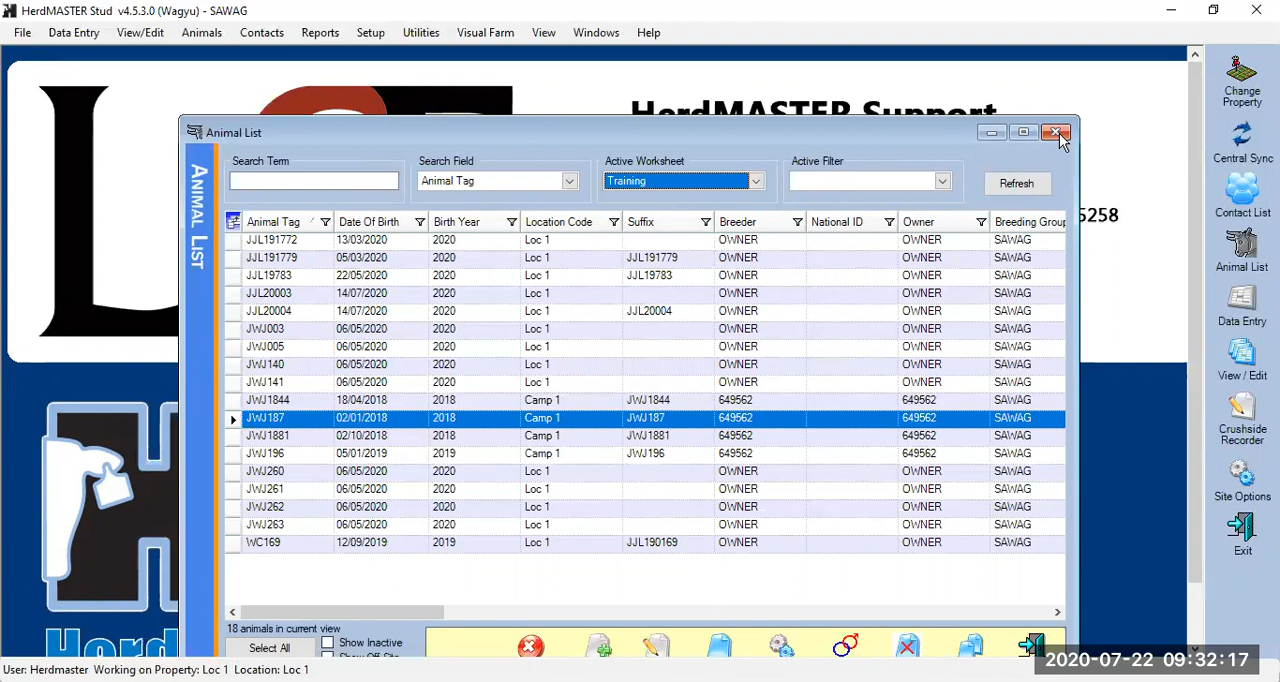 HerdMASTER Stud v4.5.3.0 (Wagyu) - SAWAG
File Data Entry View/Edit Animals Contacts Reports Setup Utilities Visual Farm View Windows Help
HerdMASTER Support
5258
Animal List
ANIMAL LIST
Search Term Search Field Active Worksheet Active Filter
Animal Tag Training Refresh
Animal Tag Date Of Birth Birth Year Location Code Suffix Breeder National ID Owner Breeding Group
JJL191772 13/03/2020 2020 Loc 1 OWNER OWNER SAWAG
JJL191779 05/03/2020 2020 Loc 1 JJL191779 OWNER OWNER SAWAG
JJL19783 22/05/2020 2020 Loc 1 JJL19783 OWNER OWNER SAWAG
JJL20003 14/07/2020 2020 Loc 1 OWNER OWNER SAWAG
JJL20004 14/07/2020 2020 Loc 1 JJL20004 OWNER OWNER SAWAG
JWJ003 06/05/2020 2020 Loc 1 OWNER OWNER SAWAG
JWJ005 06/05/2020 2020 Loc 1 OWNER OWNER SAWAG
JWJ140 06/05/2020 2020 Loc 1 OWNER OWNER SAWAG
JWJ141 06/05/2020 2020 Loc 1 OWNER OWNER SAWAG
JWJ1844 18/04/2018 2018 Camp 1 JWJ1844 649562 649562 SAWAG
JWJ187 02/01/2018 2018 Camp 1 JWJ187 649562 649562 SAWAG
JWJ1881 02/10/2018 2018 Camp 1 JWJ1881 649562 649562 SAWAG
JWJ196 05/01/2019 2019 Camp 1 JWJ196 649562 649562 SAWAG
JWJ260 06/05/2020 2020 Loc 1 OWNER OWNER SAWAG
JWJ261 06/05/2020 2020 Loc 1 OWNER OWNER SAWAG
JWJ262 06/05/2020 2020 Loc 1 OWNER OWNER SAWAG
JWJ263 06/05/2020 2020 Loc 1 OWNER OWNER SAWAG
WC169 12/09/2019 2019 Loc 1 JJL190169 OWNER OWNER SAWAG
18 animals in current view
Select All Show Inactive
Show Off-Site
Change
Property
Central Sync
Contact List
Animal List
Data Entry
View / Edit
Crushside
Recorder
Site Options
Exit
Herd
User: Herdmaster Working on Property: Loc 1 Location: Loc 1
2020-07-22 09:32:17